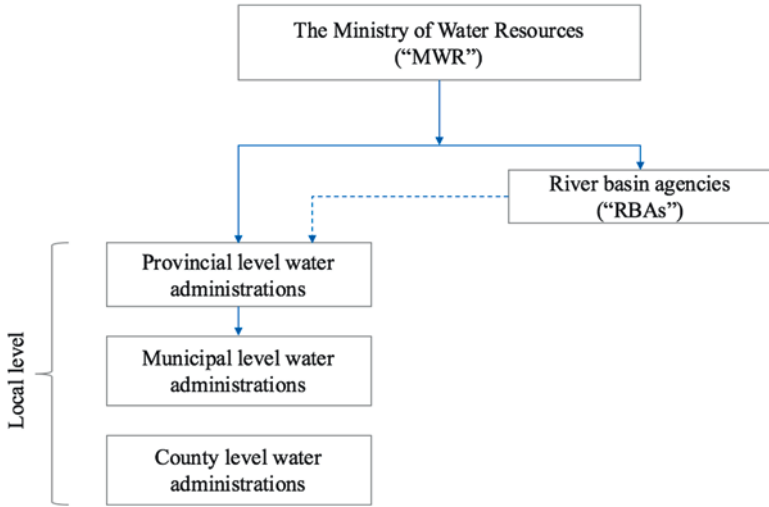 The Ministry of Water Resources
(“MWR”)
River basin agencies
(“RBAs”)
Provincial level water
administrations
Municipal level water
administrations
County level water
administrations
Local level